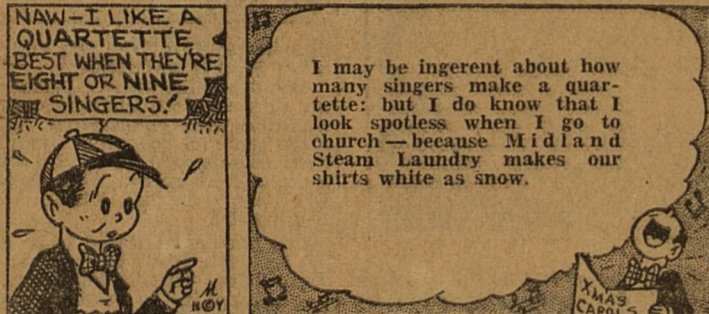 NAW-I LIKE A
QUARTETTE
BEST WHEN THEY'RE
EIGHT OR NINE
SINGERS!
I may be ingerent about how
many singers make a quar-
tette: but I do know that I
look spotless when I go to
church — because Midland
Steam Laundry makes our
shirts white as snow.
XMAS
CAROLS